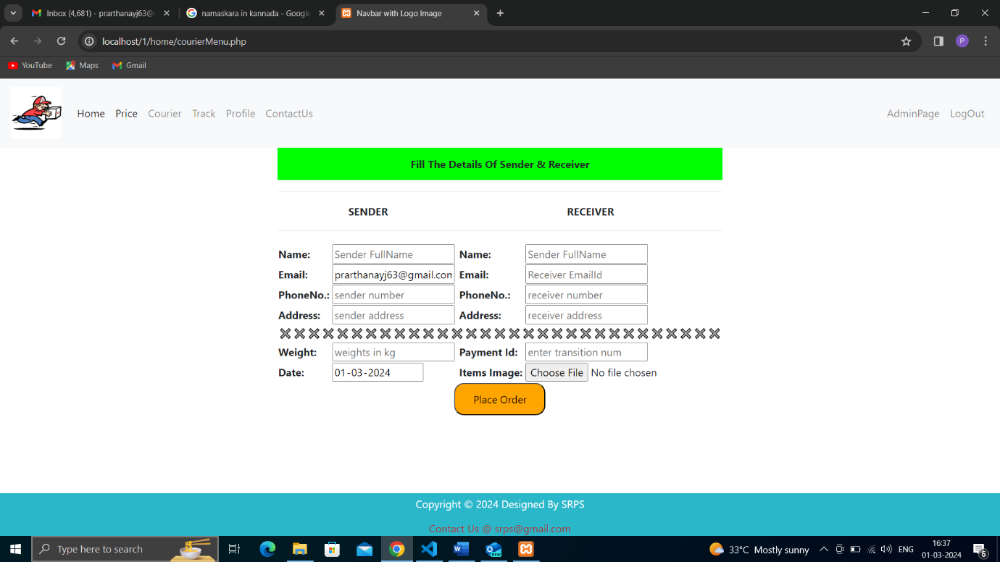 Inbox (4,681) - prarthanayj63@g
namaskara in kannada - Google
Navbar with Logo Image
localhost/1/home/courierMenu.php
P
YouTube
Maps
Gmail
Home Price Courier Track Profile ContactUs AdminPage LogOut
Fill The Details Of Sender & Receiver
SENDER RECEIVER
Name: Sender FullName Name: Sender FullName
Email: prarthanayj63@gmail.com Email: Receiver EmailId
PhoneNo.: sender number PhoneNo.: receiver number
Address: sender address Address: receiver address
Weight: weights in kg Payment Id: enter transition num
Date: 01-03-2024 Items Image: Choose File No file chosen
Place Order
Copyright © 2024 Designed By SRPS
Contact Us @ srps@gmail.com
Type here to search
NEW
33°C Mostly sunny
ENG
16:37
01-03-2024
6